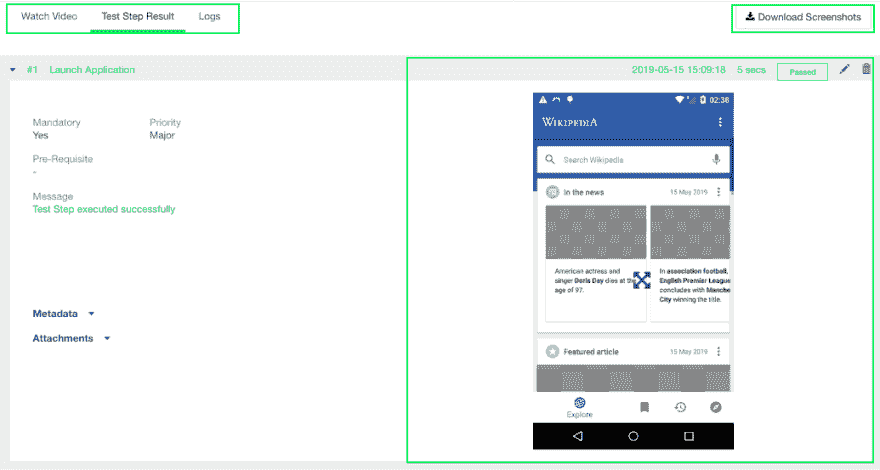 Watch Video Test Step Result Logs
Download Screenshots
#1 Launch Application 2019-05-15 15:09:18 5 secs Passed
Mandatory Priority
Yes Major
Pre-Requisite
-
Message
Test Step executed successfully
Metadata
Attachments
02:38
WIKIPEDIA
Search Wikipedia
In the news 15 May 2019
American actress and
singer Doris Day dies at the
age of 97.
In association football,
English Premier League
concludes with Manche
City winning the title.
Featured article 15 May 2019
Explore